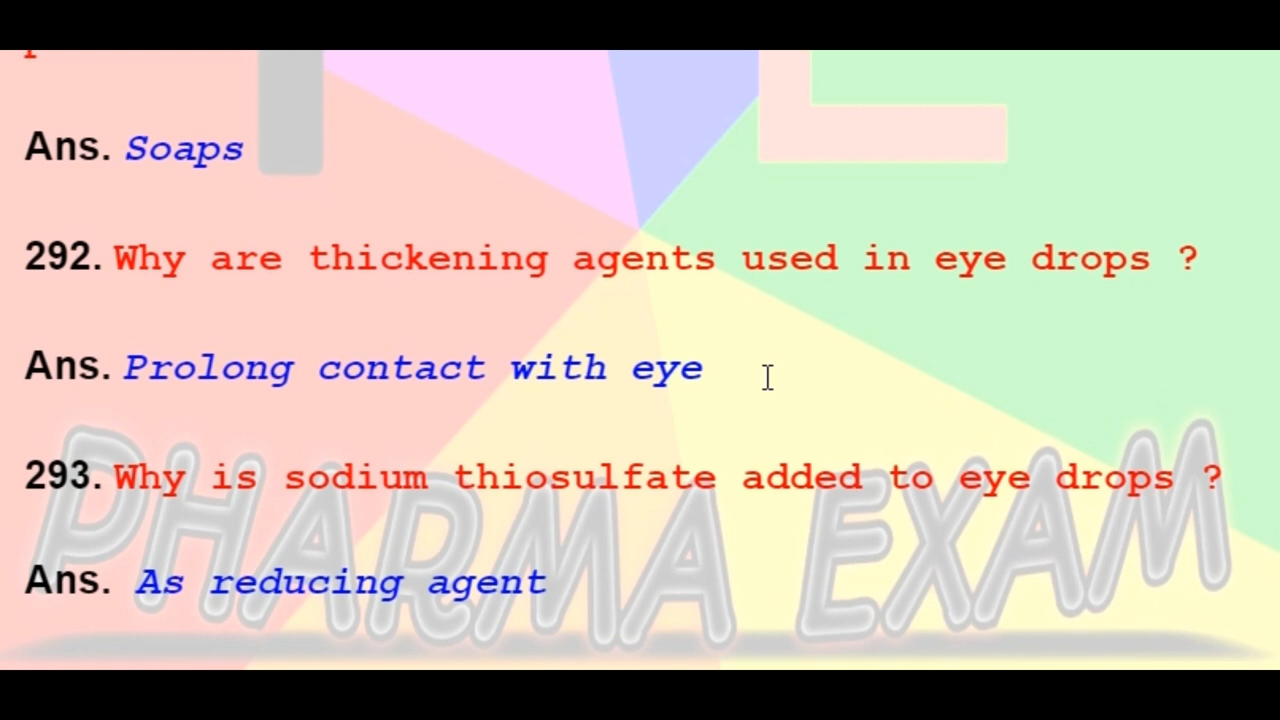 Ans. Soaps
292. Why are thickening agents used in eye drops ?
Ans. Prolong contact with eye
293. Why is sodium thiosulfate added to eye drops ?
Ans. As reducing agent
PHARMA EXAM